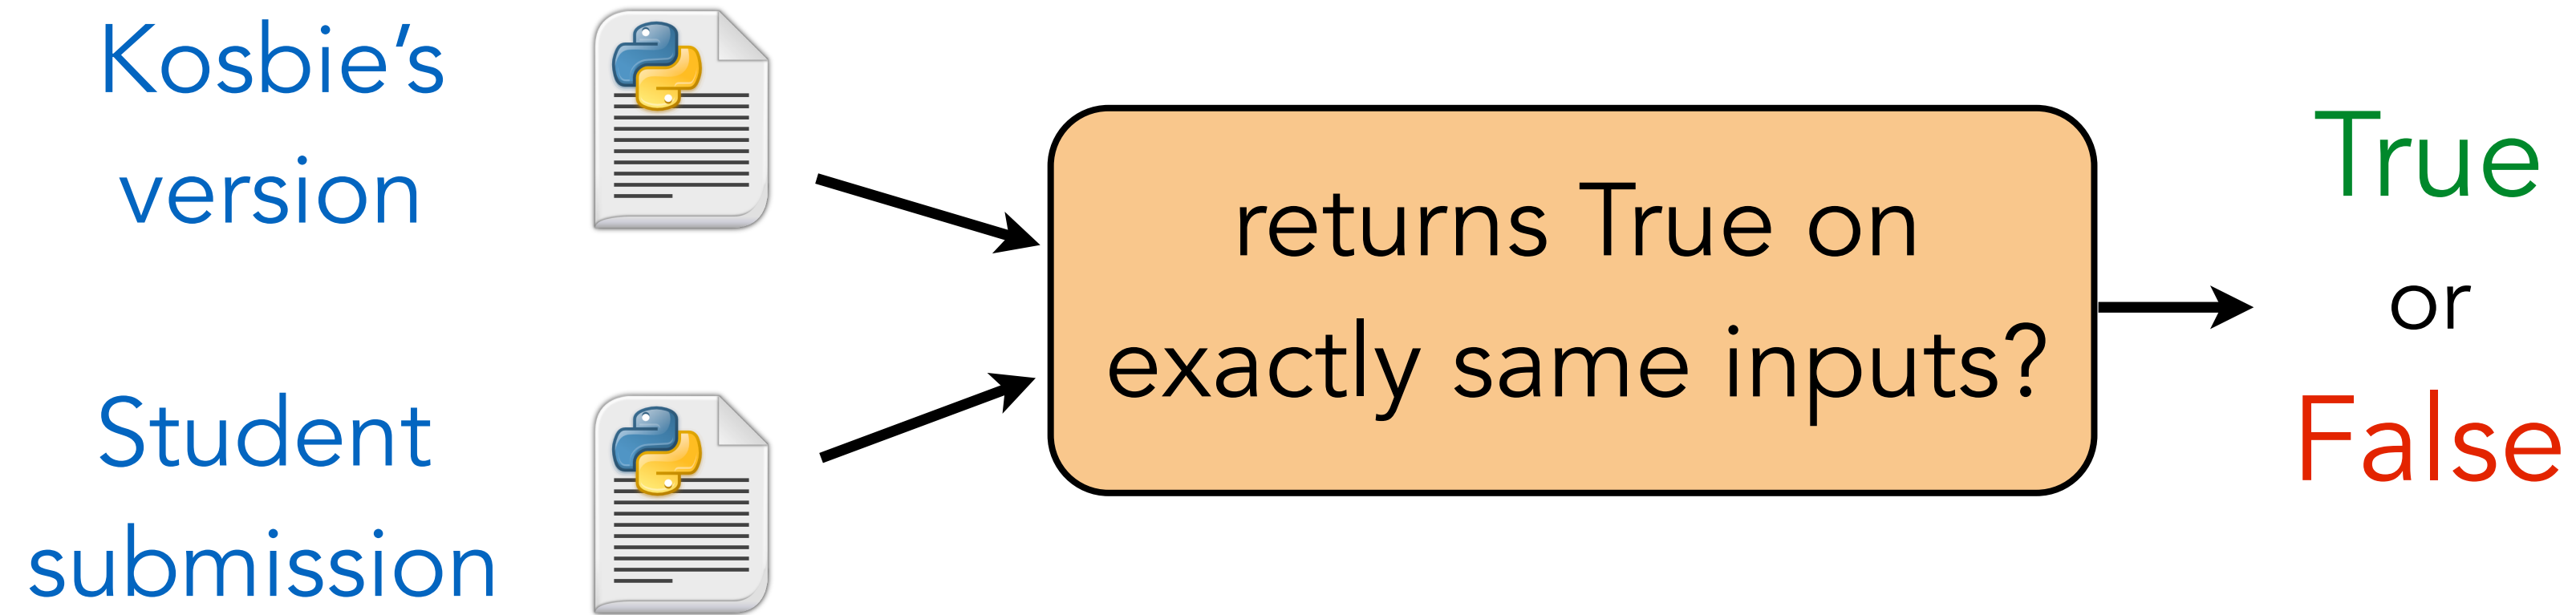 Kosbie’s
version
Student
submission
returns True on
exactly same inputs?
True
or
False